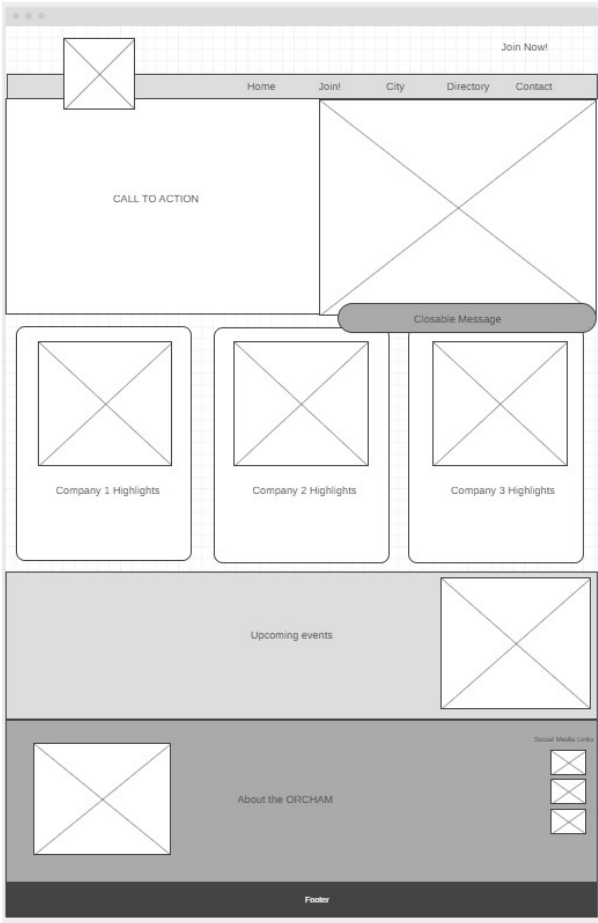 Join Now!
Home Join! City Directory Contact
CALL TO ACTION
Closable Message
Company 1 Highlights
Company 2 Highlights
Company 3 Highlights
Upcoming events
Social Media Links
About the ORCHAM
Footer